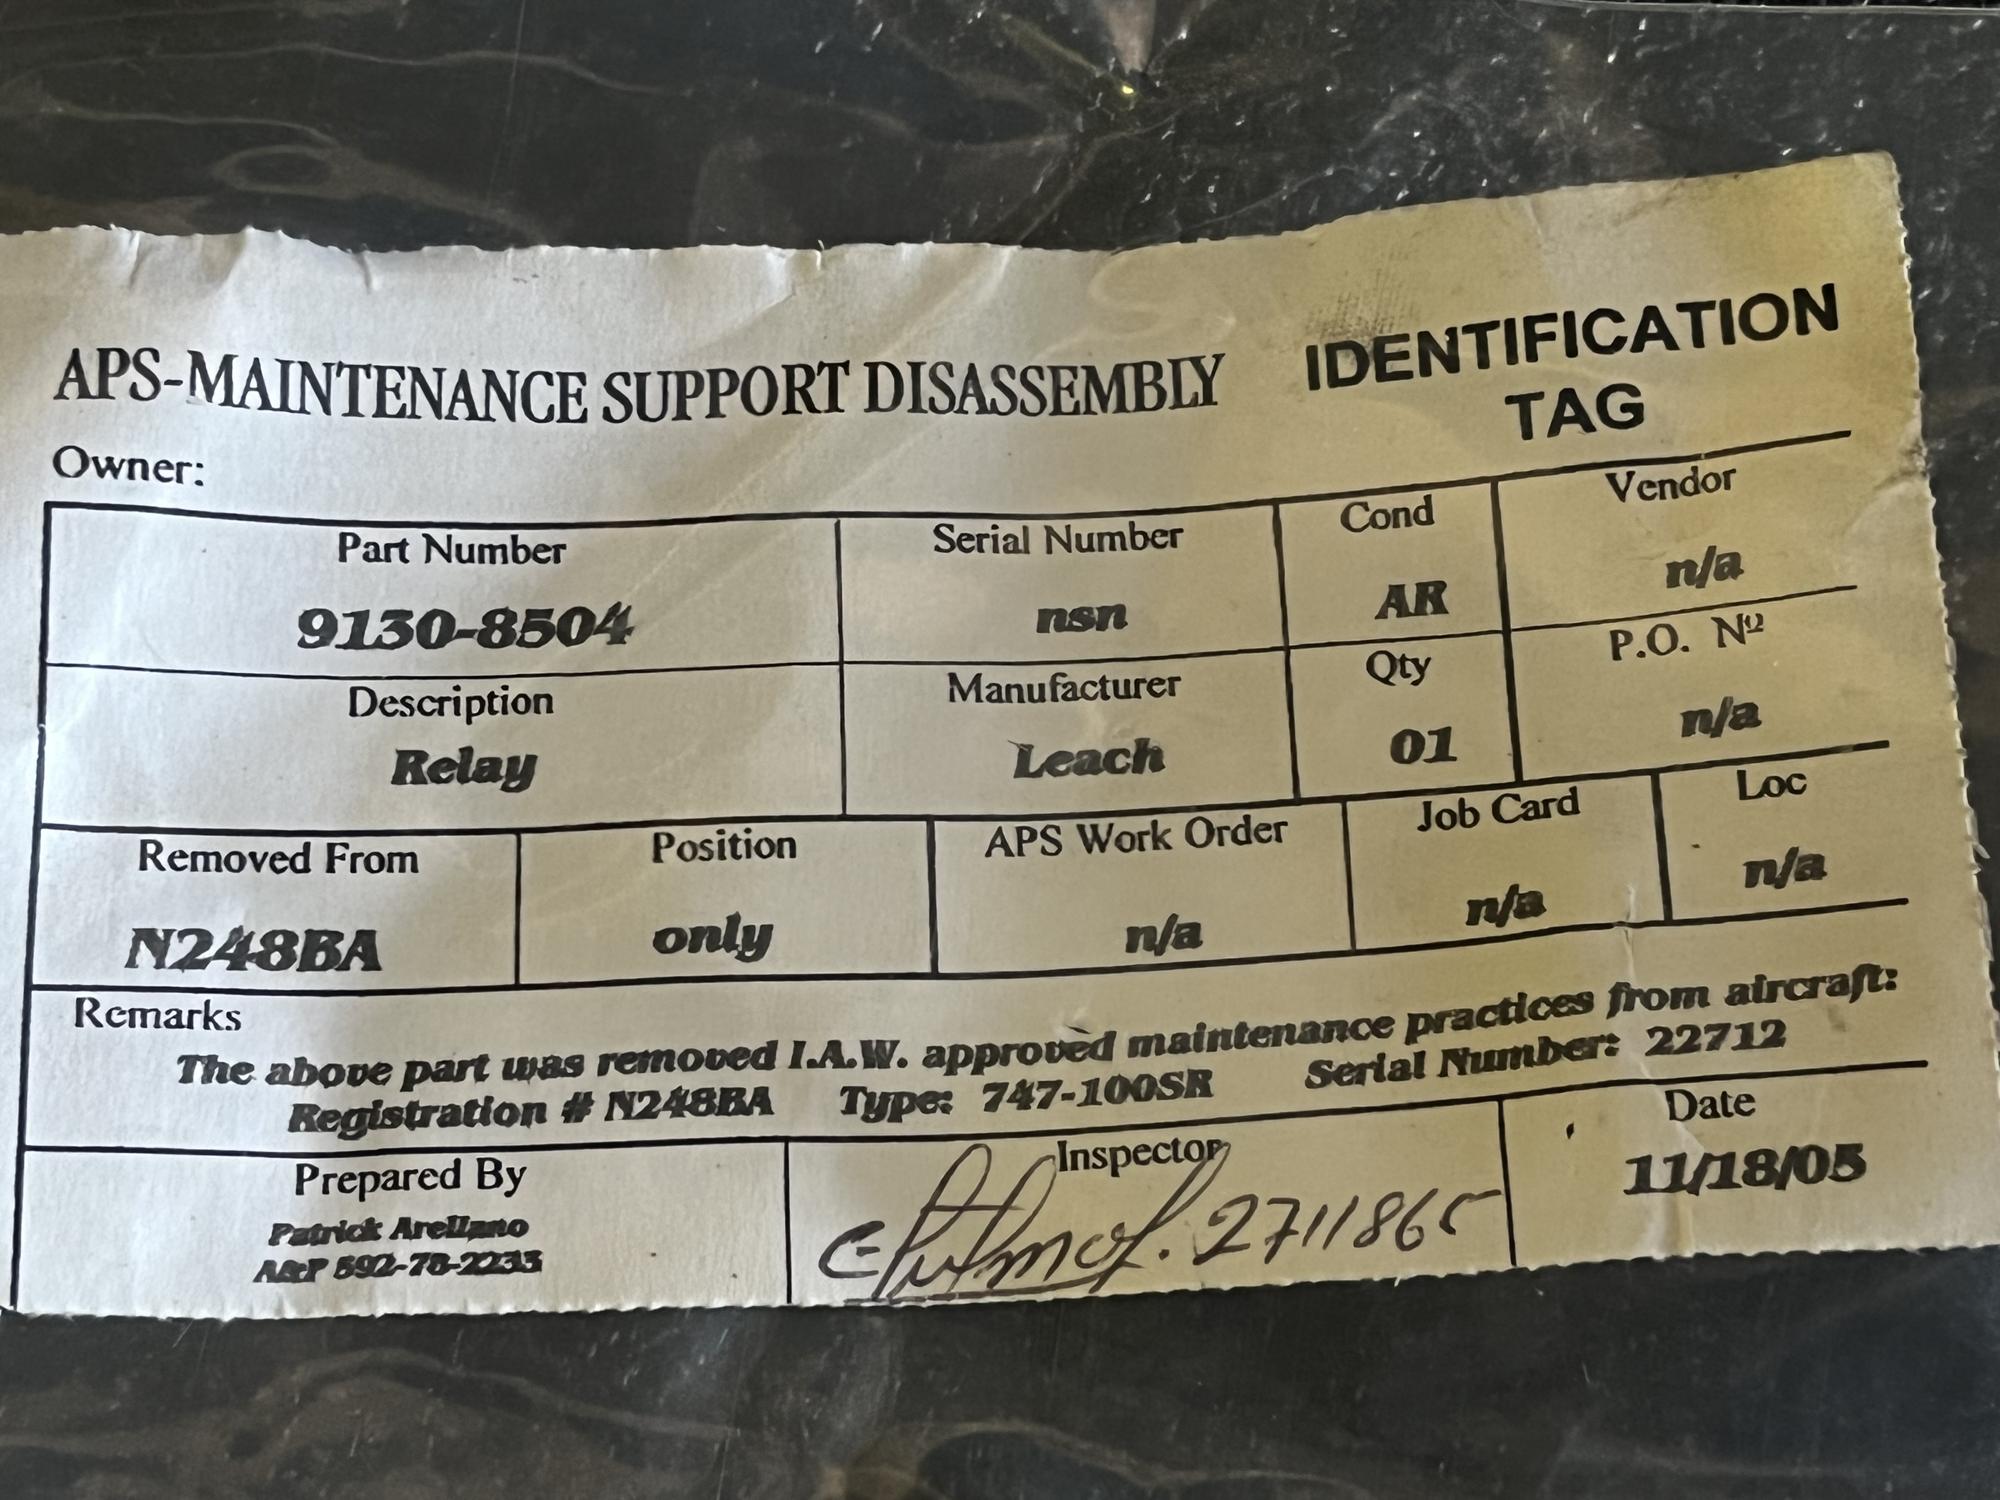 APS-MAINTENANCE SUPPORT DISASSEMBLY
IDENTIFICATION
TAG
Owner:
Part Number
9130-8504
Serial Number
nsn
Cond
AR
Vendor
n/a
Description
Relay
Manufacturer
Leach
Qty
01
P.O. Nº
n/a
Removed From
N248BA
Position
only
APS Work Order
n/a
Job Card
n/a
Loc
n/a
Remarks
The above part was removed I.A.W. approved maintenance practices from aircraft:
Registration # N248BA Type: 747-100SR Serial Number: 22712
Prepared By
Patrick Arellano
A&P 592-78-2233
Inspector
2711865
Date
11/18/05